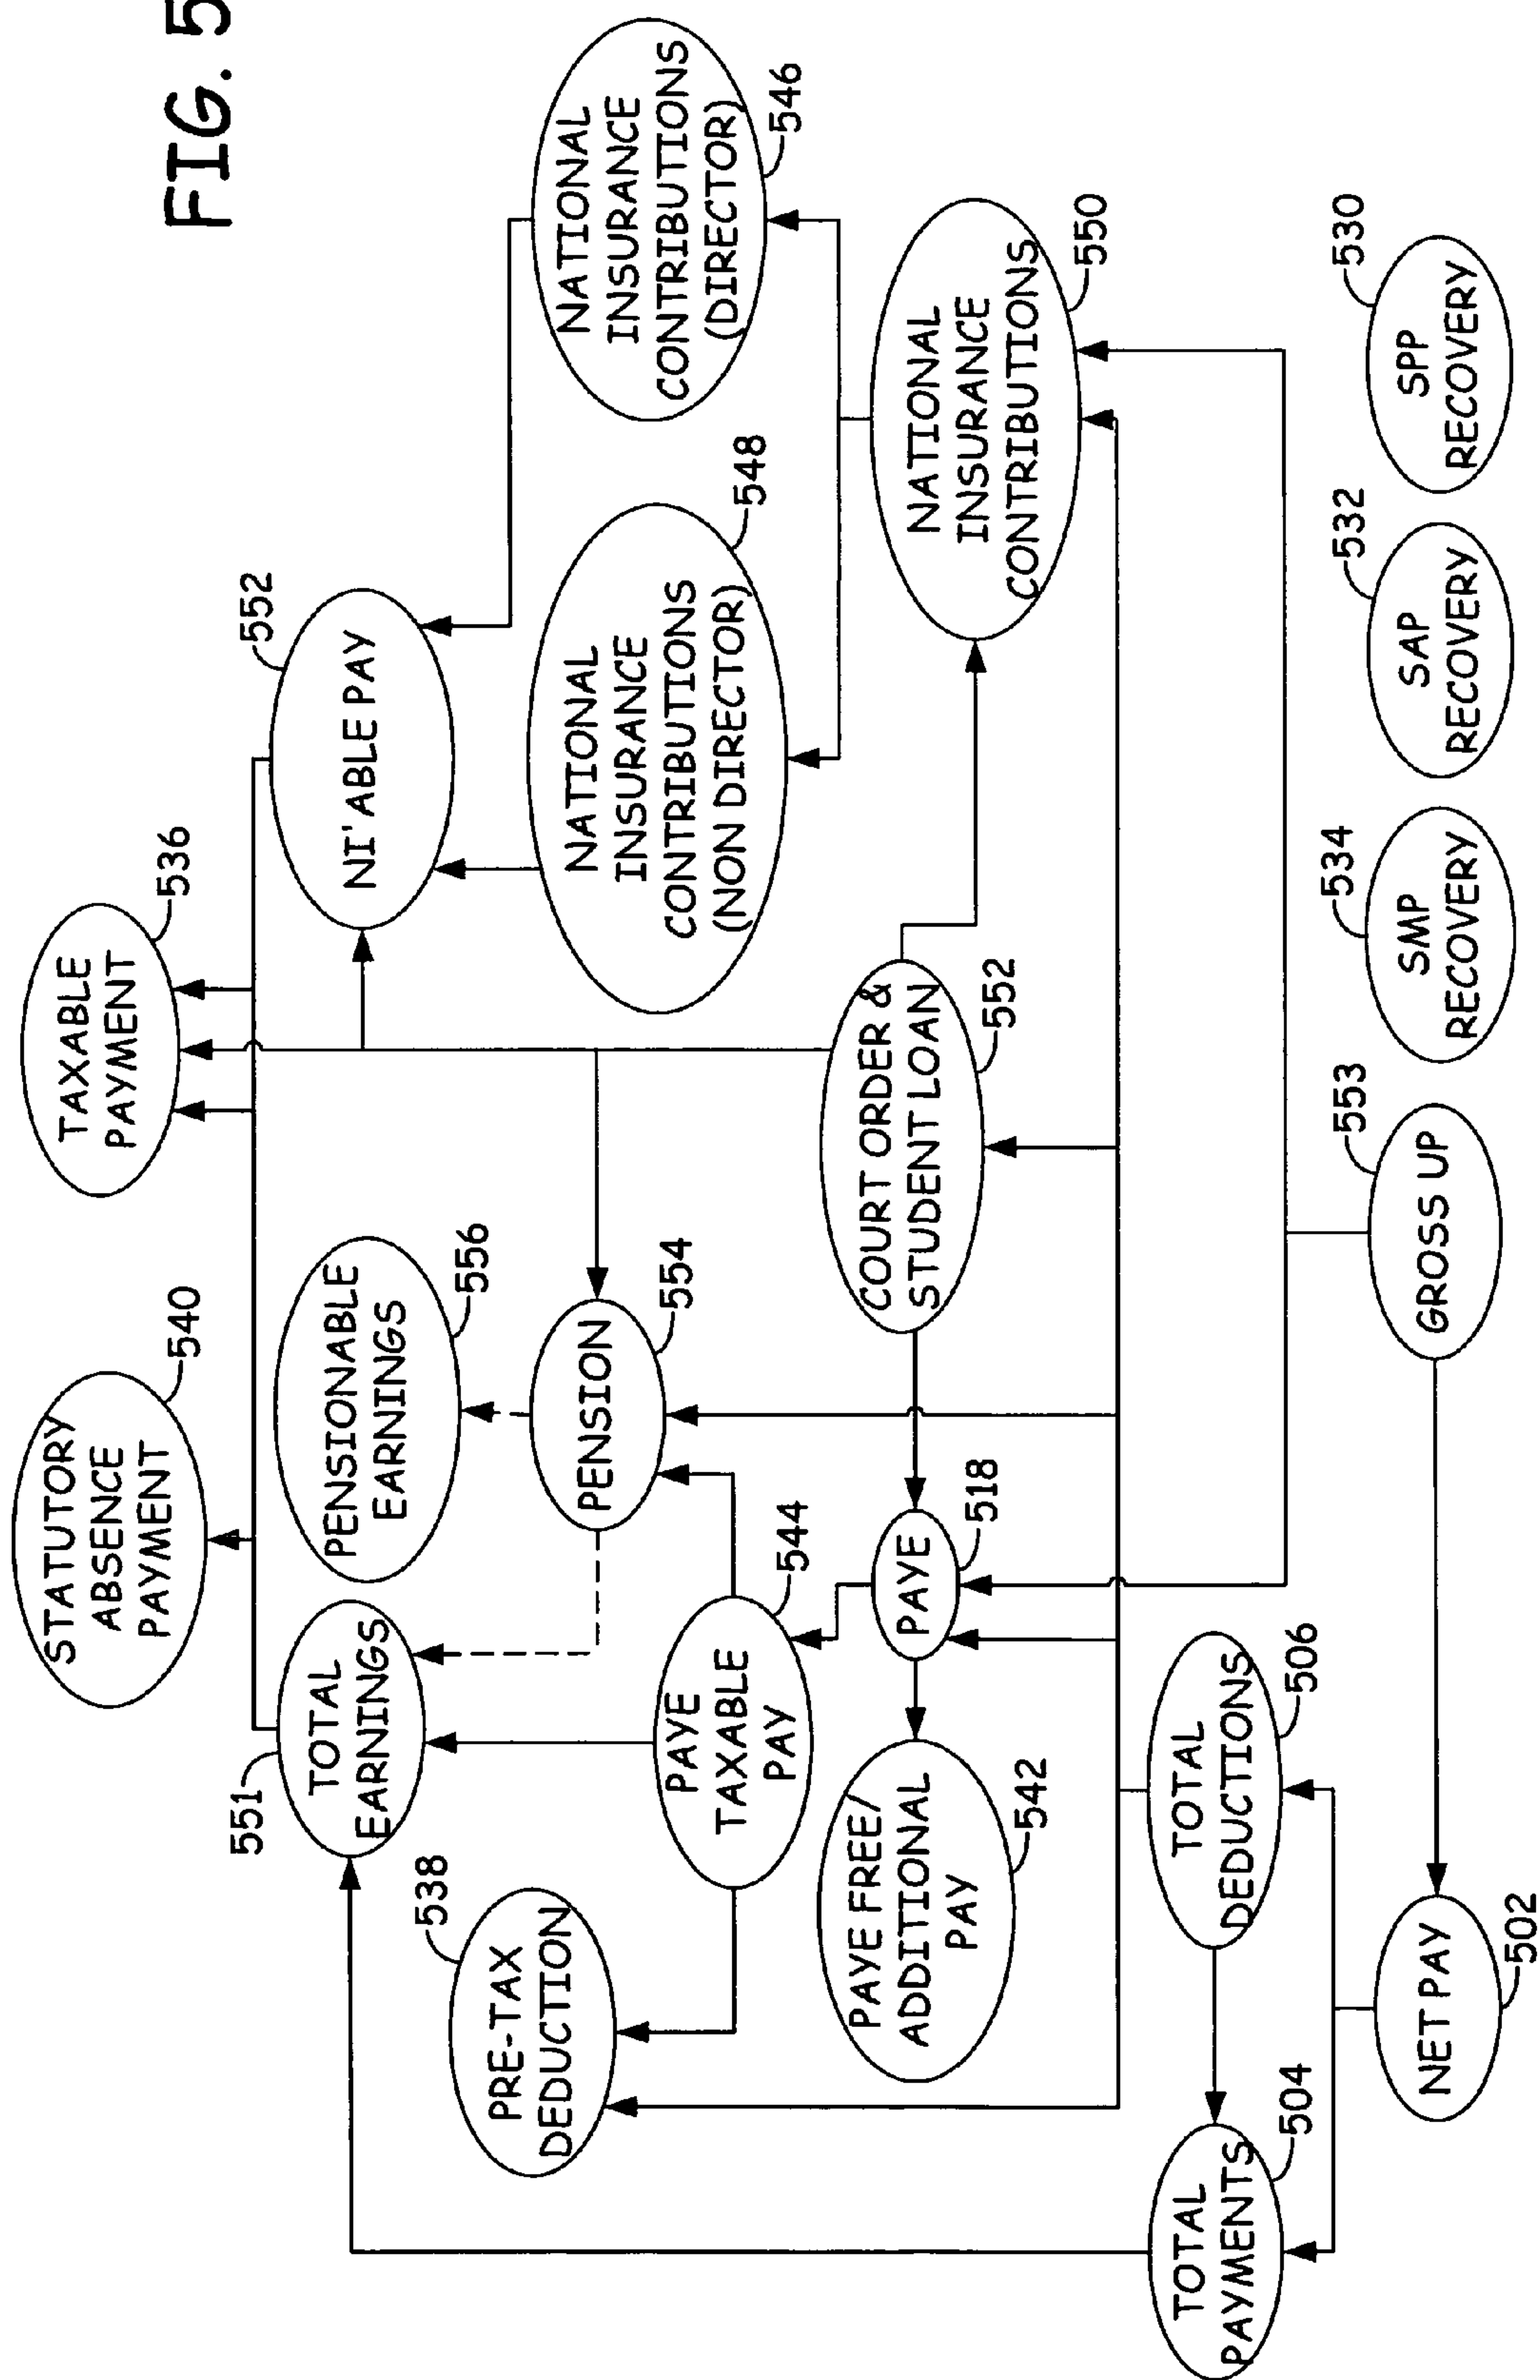 FIG. 5
STATUTORY
ABSENCE
PAYMENT
540
TAXABLE
PAYMENT
536
551
TOTAL
EARNINGS
PENSIONABLE
EARNINGS
556
NI'ABLE PAY
552
PRE-TAX
DEDUCTION
538
PENSION
554
NATIONAL
INSURANCE
CONTRIBUTIONS
(NON DIRECTOR)
548
NATIONAL
INSURANCE
CONTRIBUTIONS
(DIRECTOR)
546
PAYE
TAXABLE
PAY
544
PAYE FREE/
ADDITIONAL
PAY
542
PAYE
518
COURT ORDER &
STUDENT LOAN
552
NATIONAL
INSURANCE
CONTRIBUTIONS
550
TOTAL
PAYMENTS
504
TOTAL
DEDUCTIONS
506
NET PAY
502
GROSS UP
553
SMP
RECOVERY
534
SAP
RECOVERY
532
SPP
RECOVERY
530